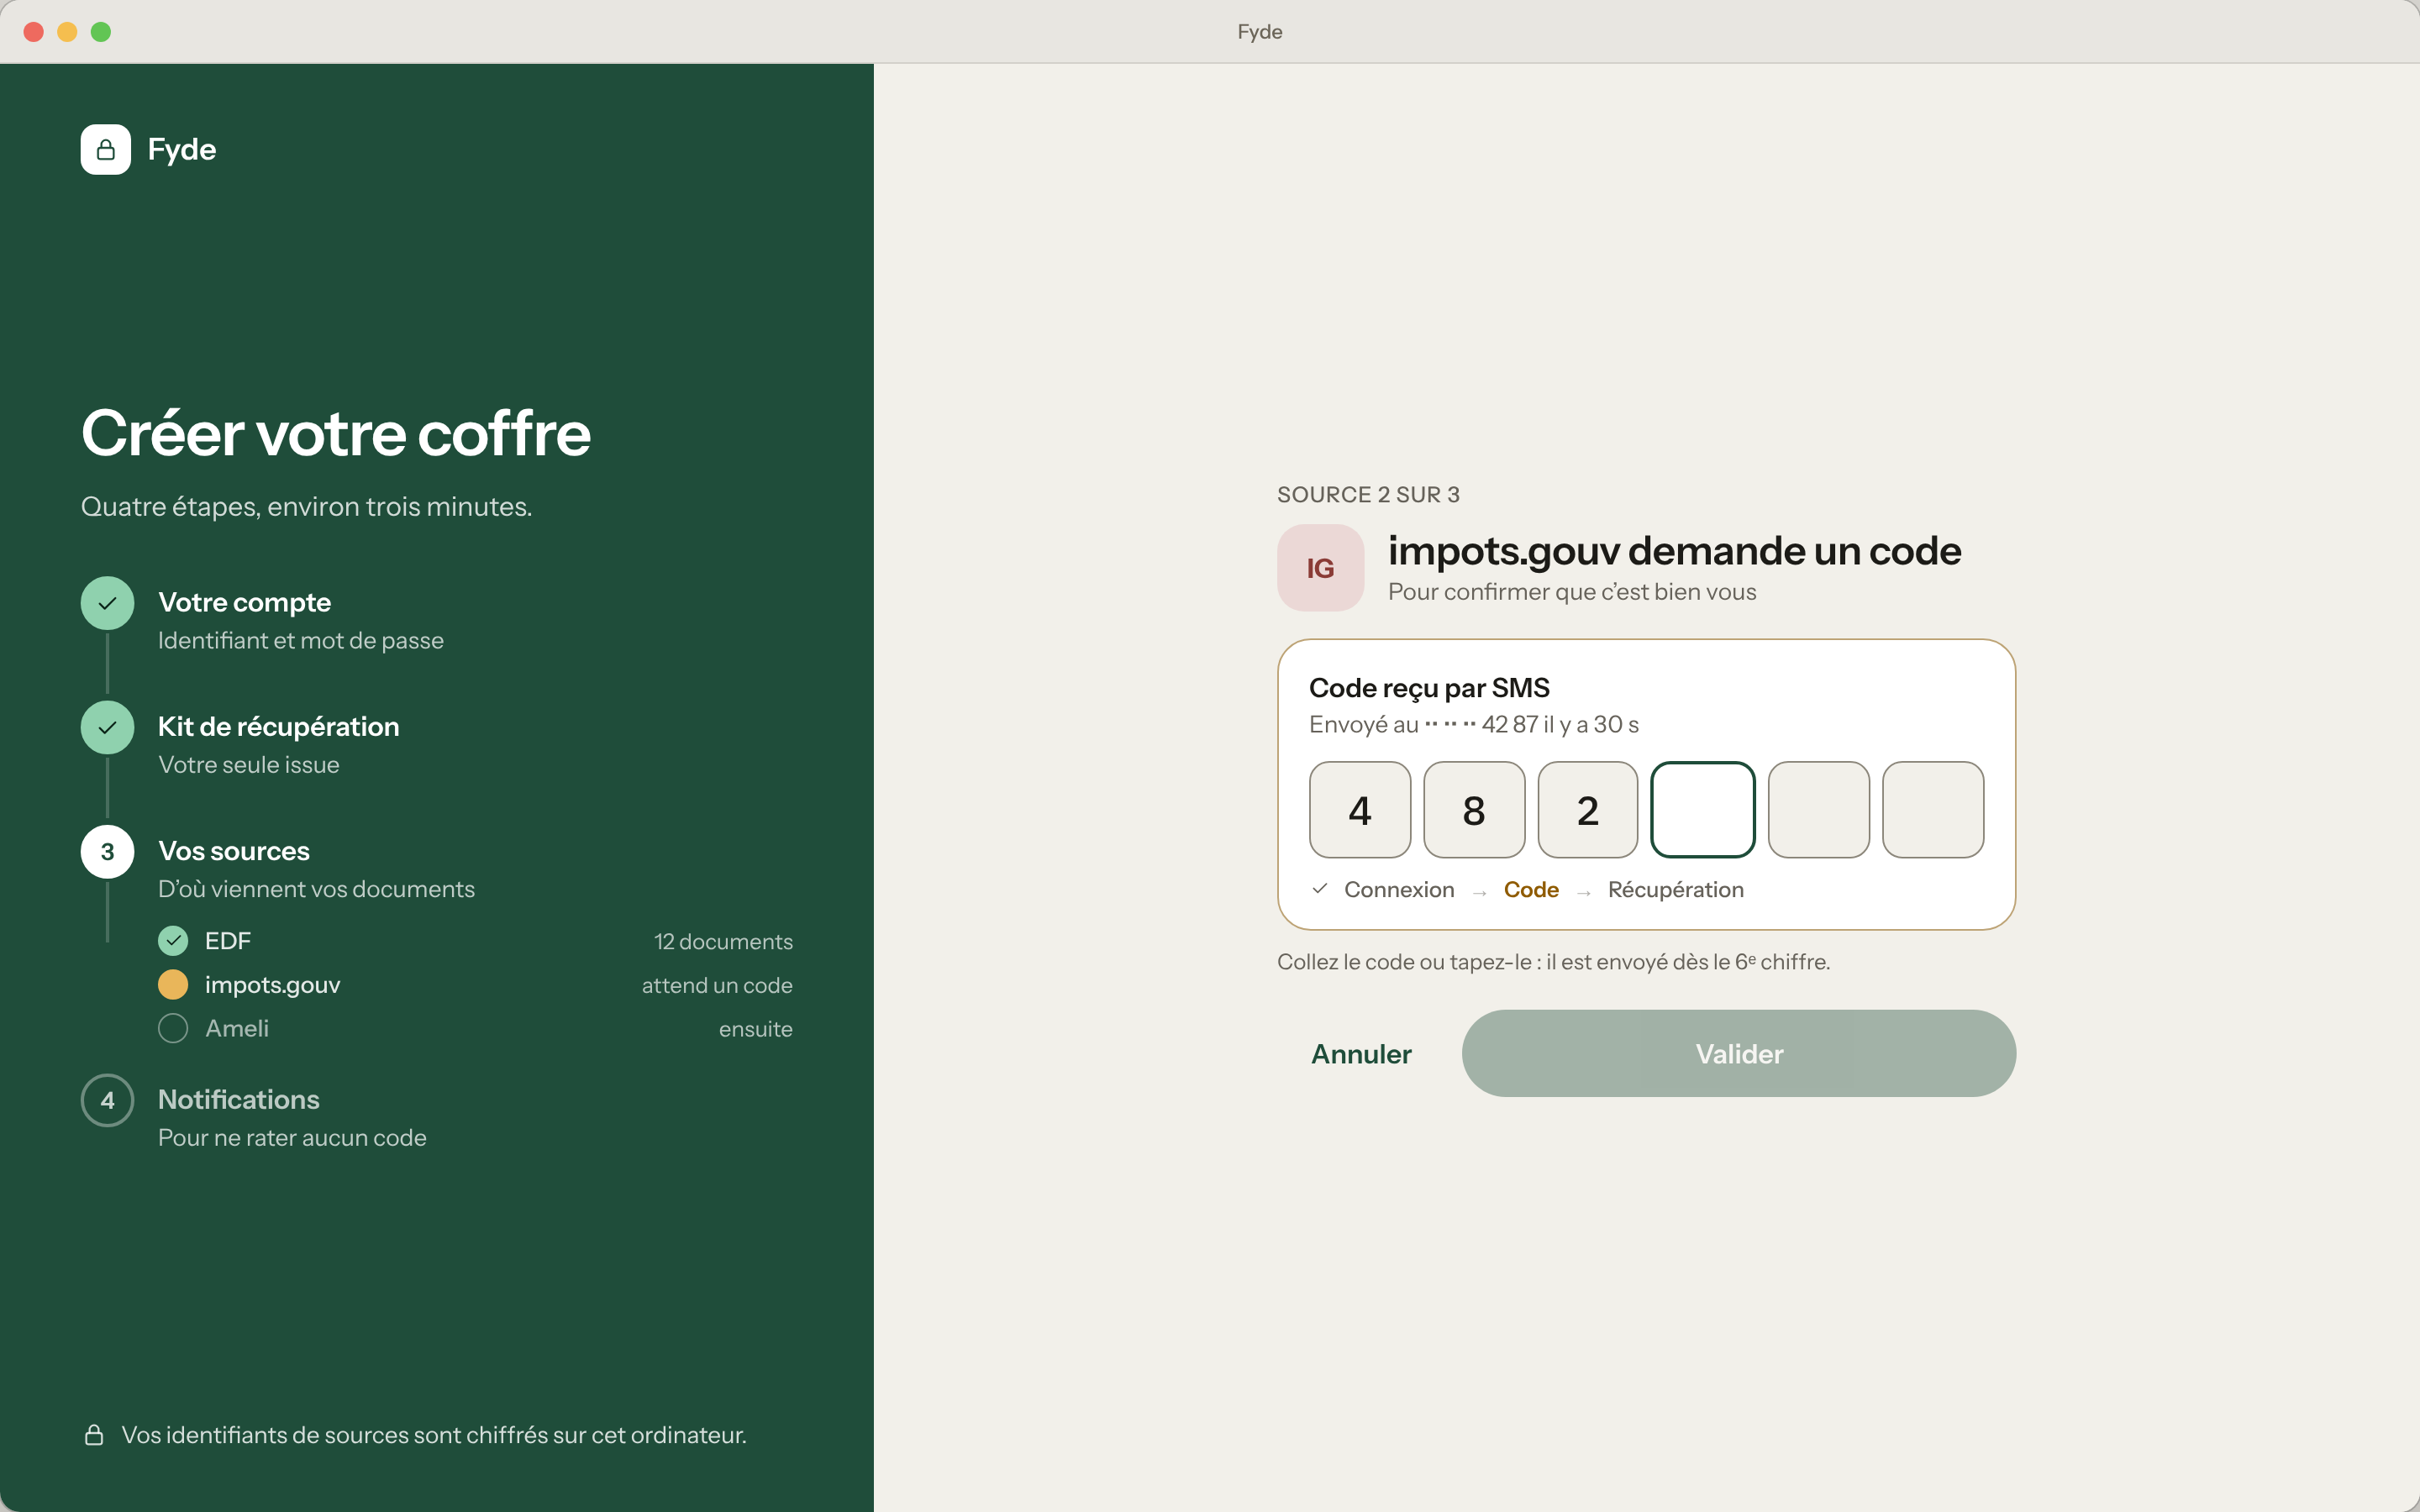 Fyde
Fyde
Créer votre coffre
Quatre étapes, environ trois minutes.
Votre compte
Identifiant et mot de passe
Kit de récupération
Votre seule issue
3 Vos sources
D’où viennent vos documents
EDF 12 documents
impots.gouv attend un code
Ameli ensuite
4 Notifications
Pour ne rater aucun code
Vos identifiants de sources sont chiffrés sur cet ordinateur.
SOURCE 2 SUR 3
IG impots.gouv demande un code
Pour confirmer que c’est bien vous
Code reçu par SMS
Envoyé au ·· ·· ·· 42 87 il y a 30 s
4 8 2
Connexion → Code → Récupération
Collez le code ou tapez-le : il est envoyé dès le 6ᵉ chiffre.
Annuler Valider